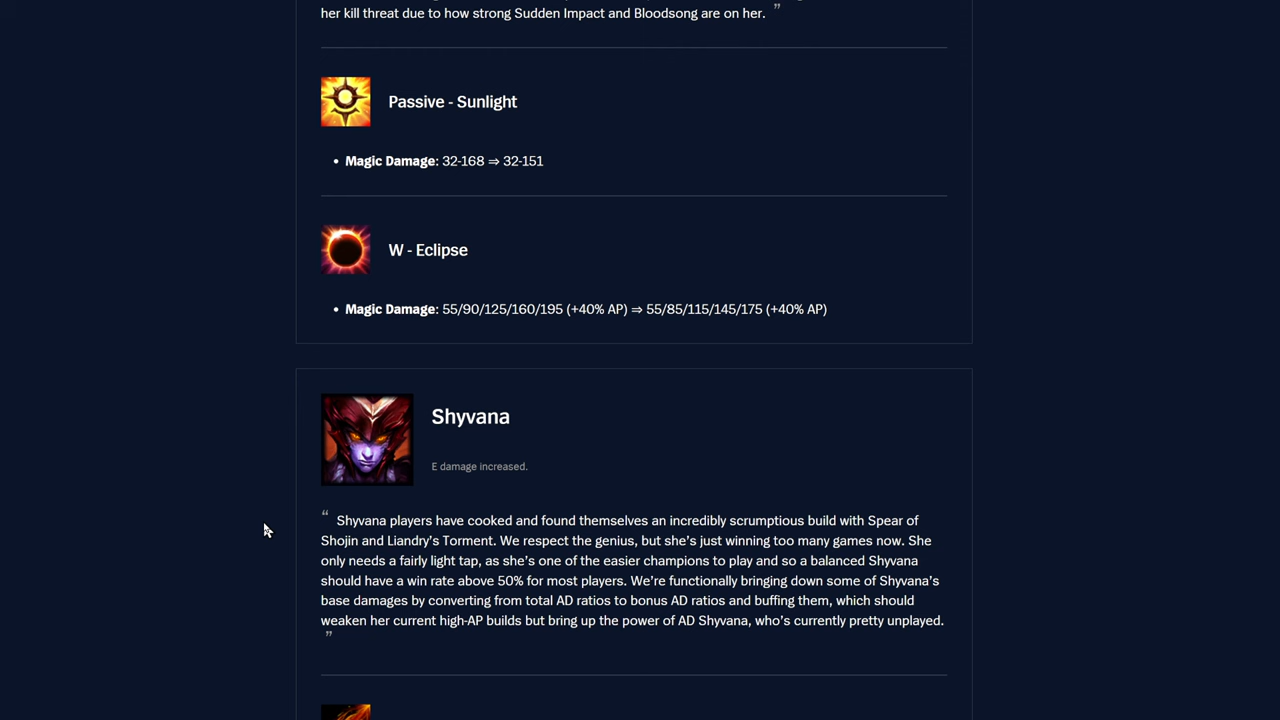 her kill threat due to how strong Sudden Impact and Bloodsong are on her. ”
Passive - Sunlight
• Magic Damage: 32-168 ⇒ 32-151
W - Eclipse
• Magic Damage: 55/90/125/160/195 (+40% AP) ⇒ 55/85/115/145/175 (+40% AP)
Shyvana
E damage increased.
“ Shyvana players have cooked and found themselves an incredibly scrumptious build with Spear of
Shojin and Liandry’s Torment. We respect the genius, but she’s just winning too many games now. She
only needs a fairly light tap, as she’s one of the easier champions to play and so a balanced Shyvana
should have a win rate above 50% for most players. We’re functionally bringing down some of Shyvana’s
base damages by converting from total AD ratios to bonus AD ratios and buffing them, which should
weaken her current high-AP builds but bring up the power of AD Shyvana, who’s currently pretty unplayed.
”